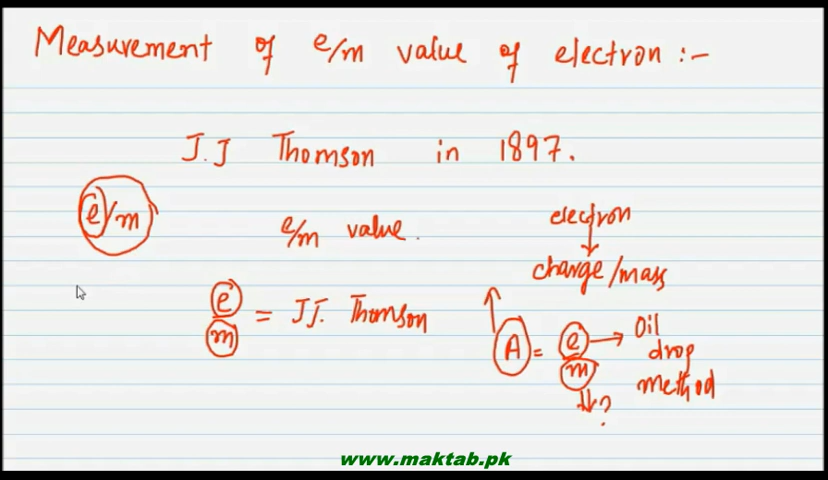 Measurement of e/m value of electron :-
J.J Thomson in 1897.
e/m
e/m value.
electron
charge/mass
e/m = JJ. Thomson
A = e/m → Oil drop method
?
www.maktab.pk